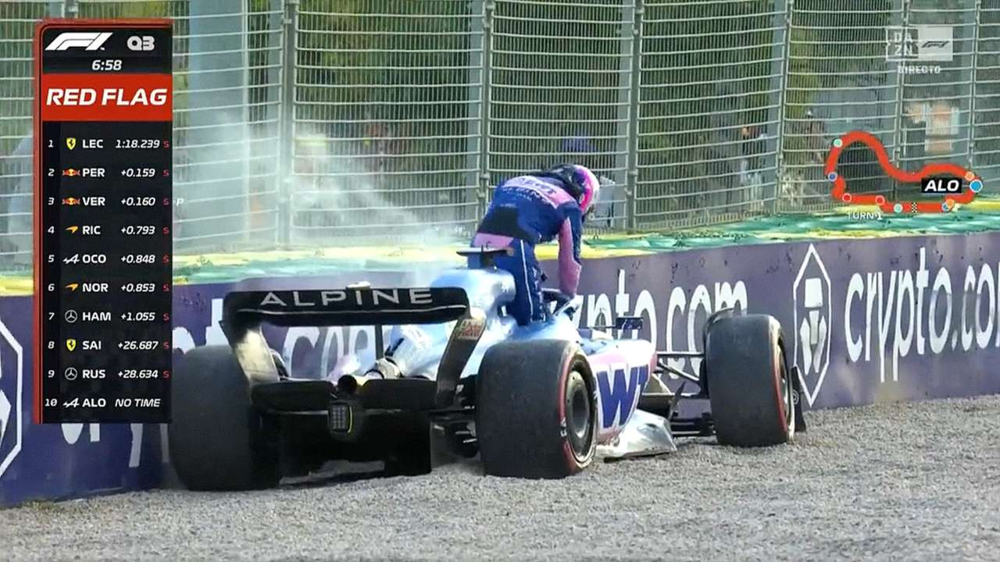 F1 Q3
6:58
RED FLAG
1 LEC 1:18.239 S
2 PER +0.159 S
3 VER +0.160 S P
4 RIC +0.793 S
5 OCO +0.848 S
6 NOR +0.853 S
7 HAM +1.055 S
8 SAI +26.687 S
9 RUS +28.634 S
10 ALO NO TIME
DAZN F1
DIRECTO
ALO
TURN 1
ALPINE
crypto.com
crypto.co
W